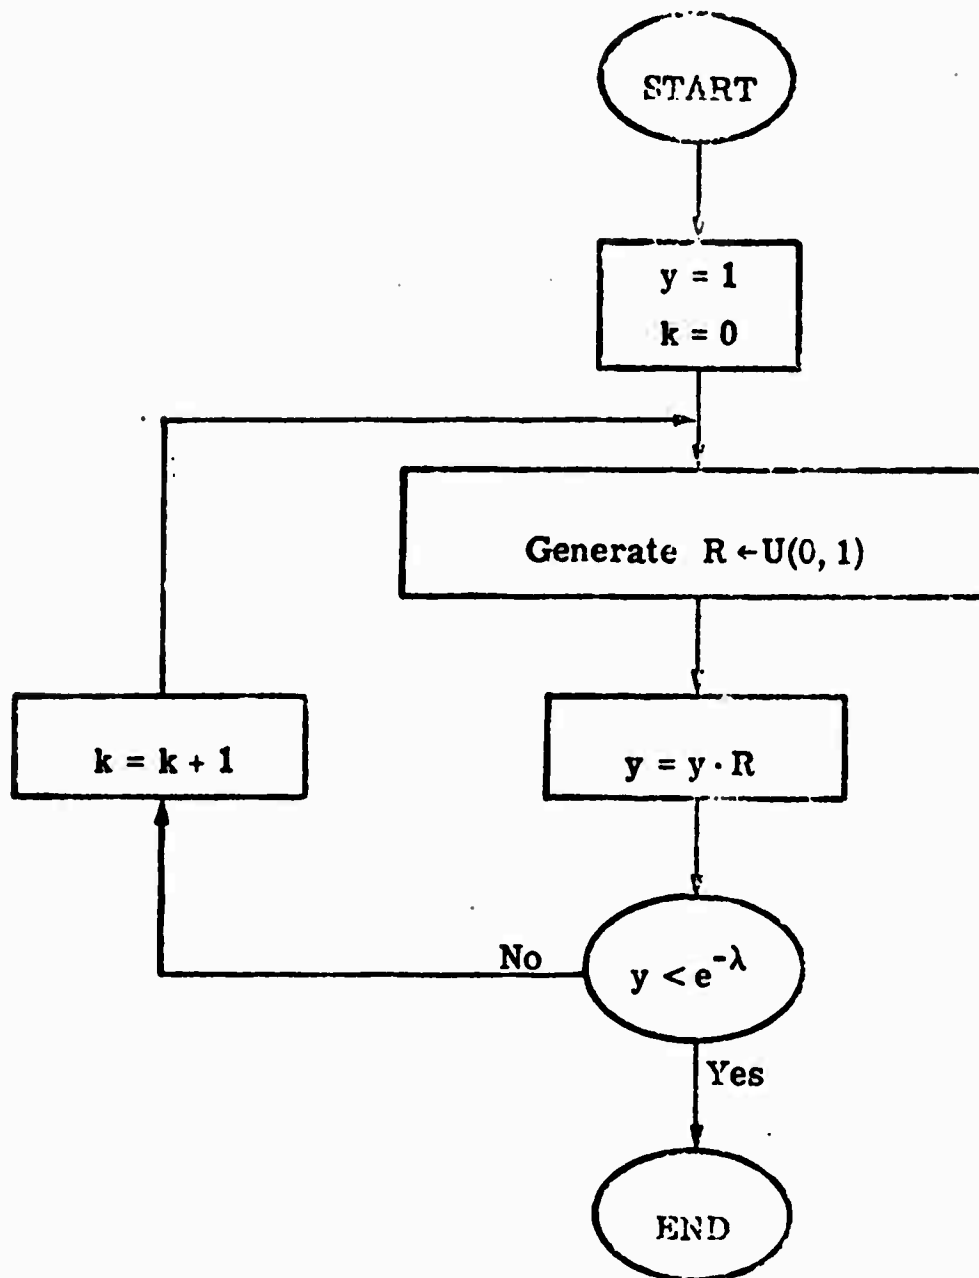 START
y = 1
k = 0
Generate R ← U(0, 1)
k = k + 1
y = y · R
No
y < e^{-λ}
Yes
END